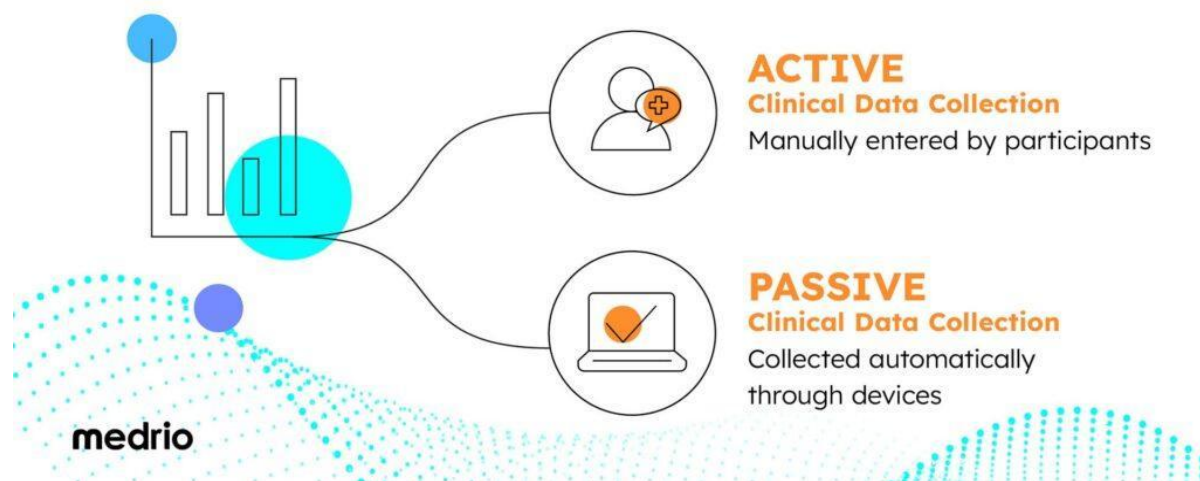 ACTIVE
Clinical Data Collection
Manually entered by participants
PASSIVE
Clinical Data Collection
Collected automatically
through devices
medrio